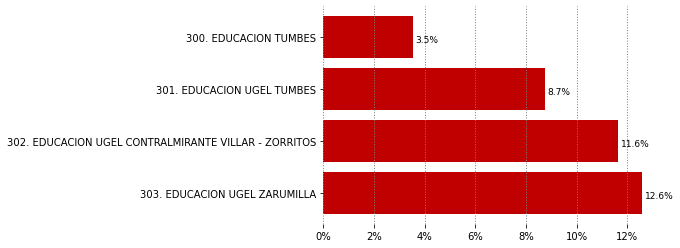 300. EDUCACION TUMBES
3.5%
301. EDUCACION UGEL TUMBES
8.7%
302. EDUCACION UGEL CONTRALMIRANTE VILLAR - ZORRITOS
11.6%
303. EDUCACION UGEL ZARUMILLA
12.6%
0% 2% 4% 6% 8% 10% 12%